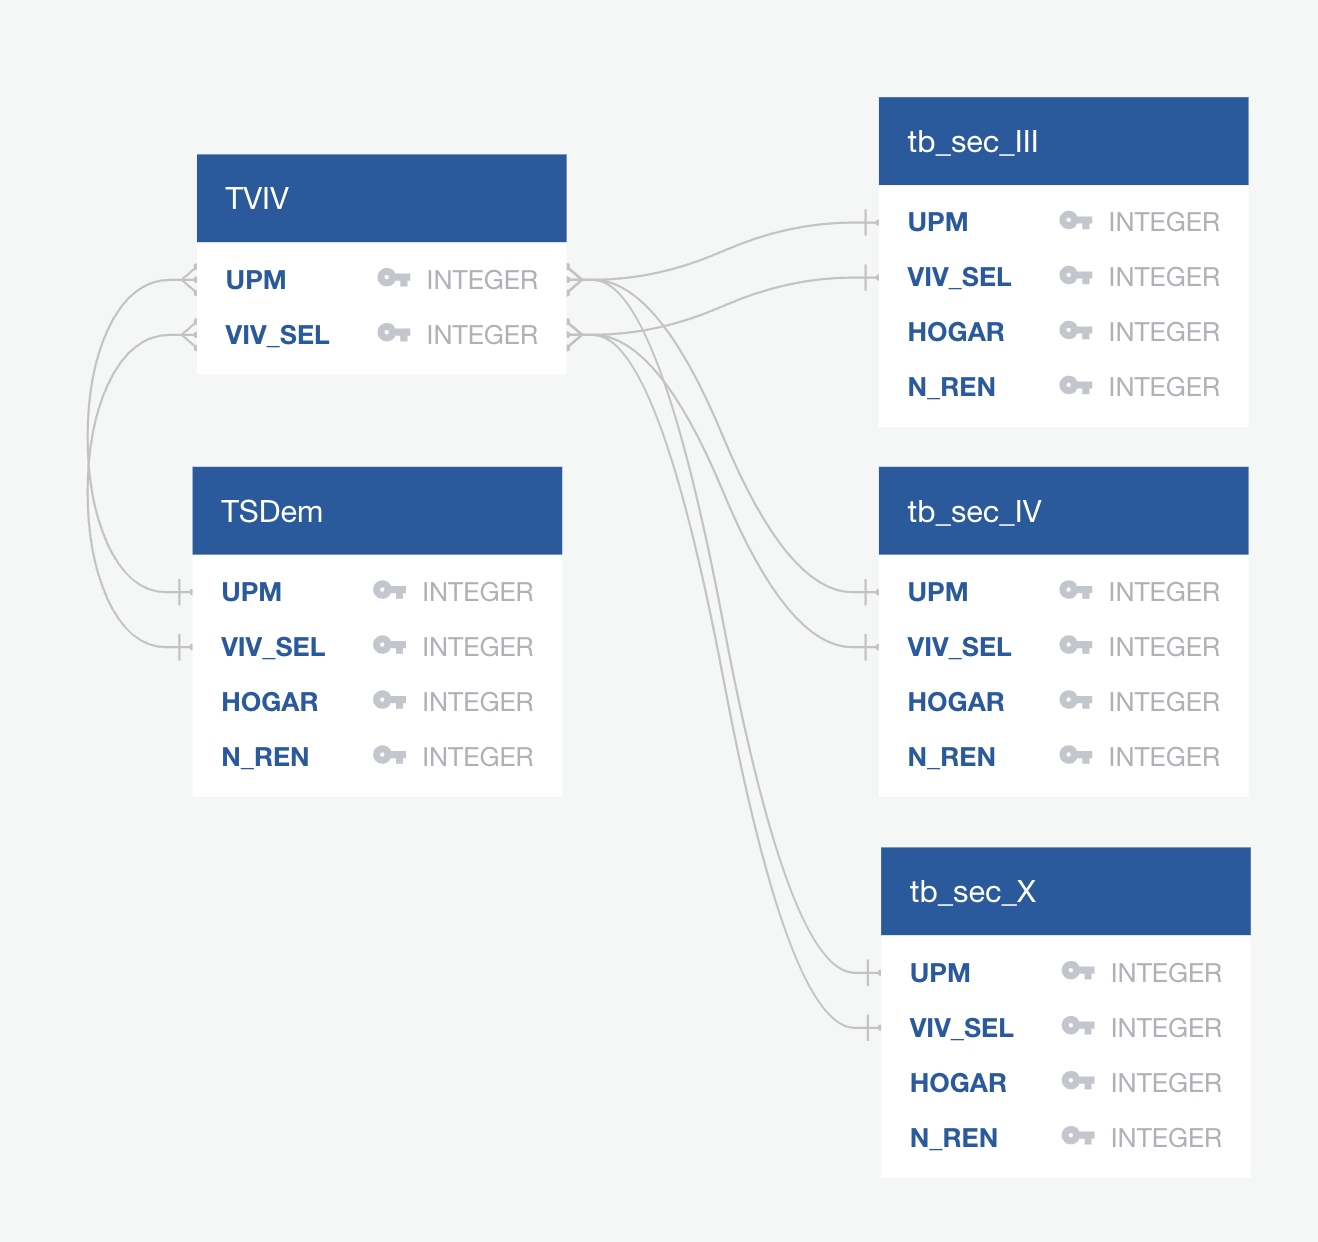 TVIV
UPM INTEGER
VIV_SEL INTEGER
TSDem
UPM INTEGER
VIV_SEL INTEGER
HOGAR INTEGER
N_REN INTEGER
tb_sec_III
UPM INTEGER
VIV_SEL INTEGER
HOGAR INTEGER
N_REN INTEGER
tb_sec_IV
UPM INTEGER
VIV_SEL INTEGER
HOGAR INTEGER
N_REN INTEGER
tb_sec_X
UPM INTEGER
VIV_SEL INTEGER
HOGAR INTEGER
N_REN INTEGER